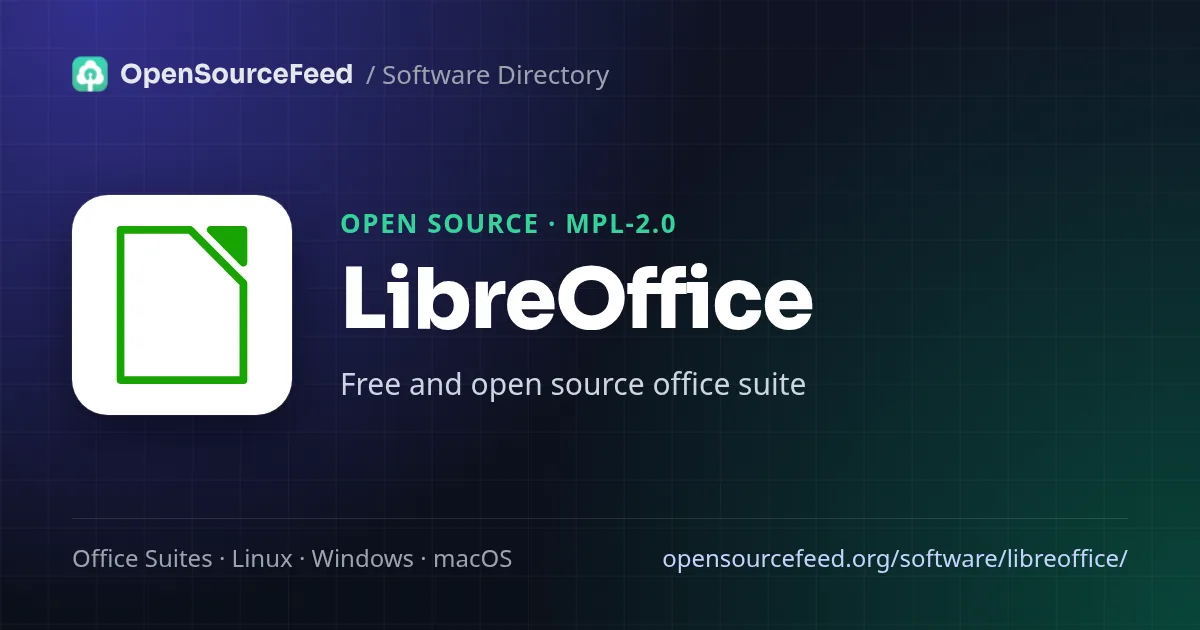 OpenSourceFeed / Software Directory
OPEN SOURCE · MPL-2.0
LibreOffice
Free and open source office suite
Office Suites · Linux · Windows · macOS
opensourcefeed.org/software/libreoffice/